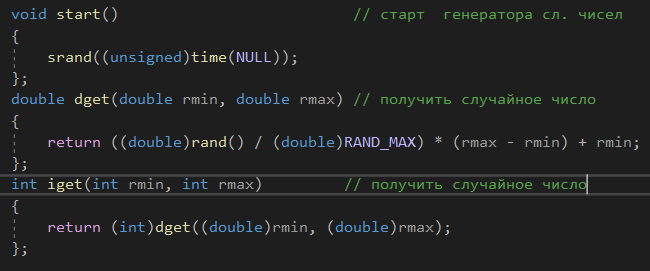 void start() // старт генератора сл. чисел
{
srand((unsigned)time(NULL));
};
double dget(double rmin, double rmax) // получить случайное число
{
return ((double)rand() / (double)RAND_MAX) * (rmax - rmin) + rmin;
};
int iget(int rmin, int rmax) // получить случайное число
{
return (int)dget((double)rmin, (double)rmax);
};